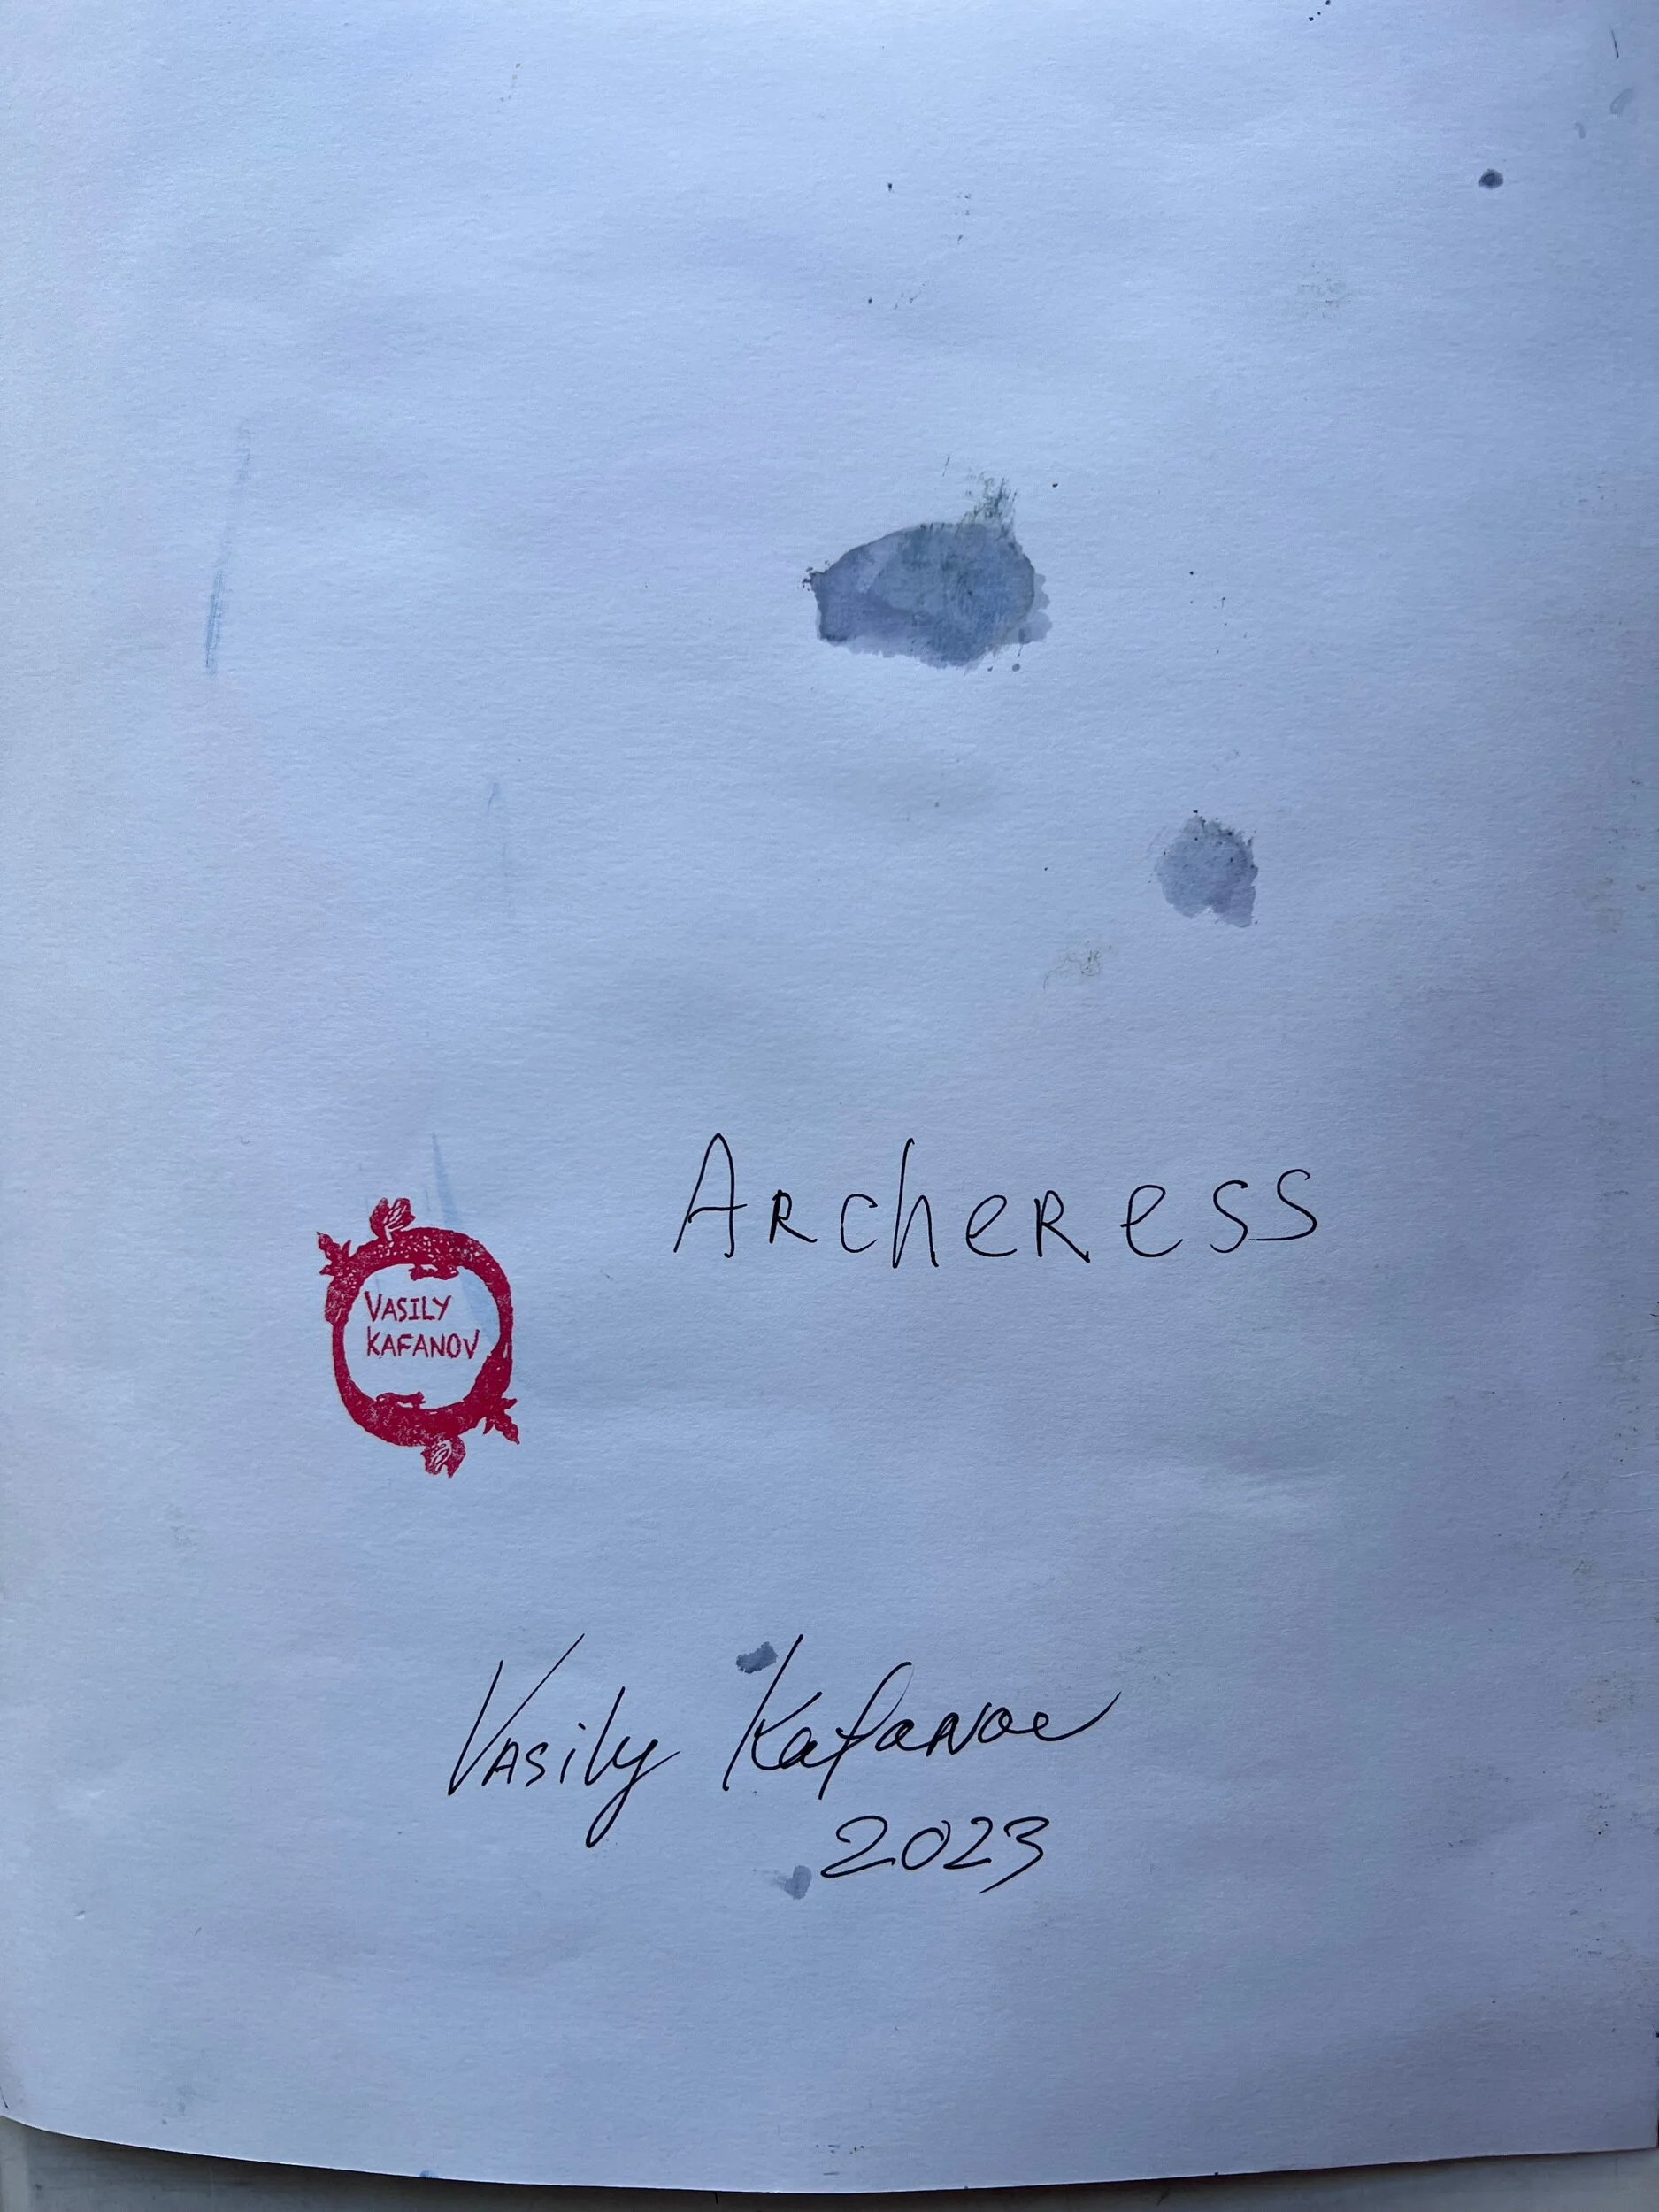 Archeress
VASILY
KAFANOV
Vasily Kafanov
2023